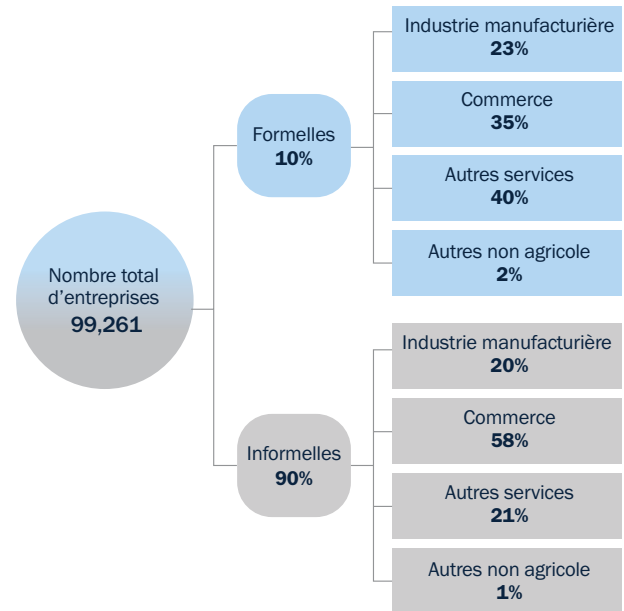 Nombre total
d'entreprises
99,261
Formelles
10%
Industrie manufacturière
23%
Commerce
35%
Autres services
40%
Autres non agricole
2%
Informelles
90%
Industrie manufacturière
20%
Commerce
58%
Autres services
21%
Autres non agricole
1%